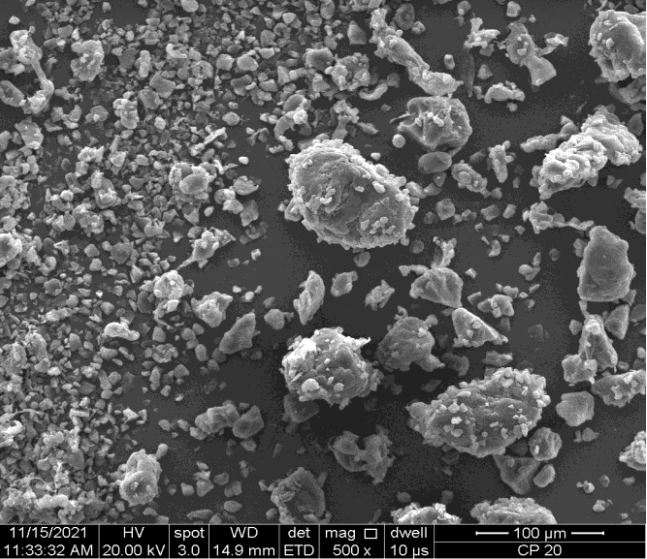 11/15/2021 HV spot WD det mag □ dwell 100 µm
11:33:32 AM 20.00 kV 3.0 14.9 mm ETD 500 x 10 µs CP 20